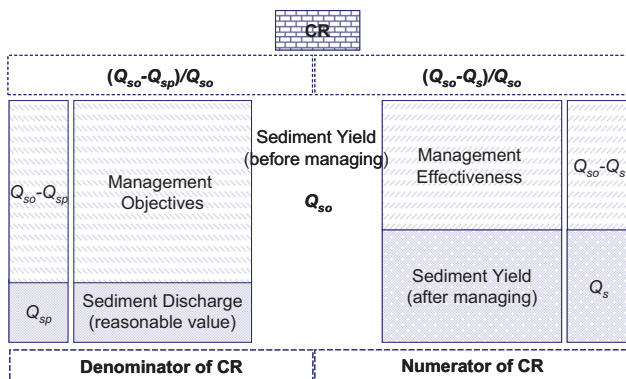 CR
(Qso-Qsp)/Qso
(Qso-Qs)/Qso
Sediment Yield
(before managing)
Qso
Qso-Qsp
Management
Objectives
Management
Effectiveness
Qso-Qs
Qsp
Sediment Discharge
(reasonable value)
Sediment Yield
(after managing)
Qs
Denominator of CR
Numerator of CR